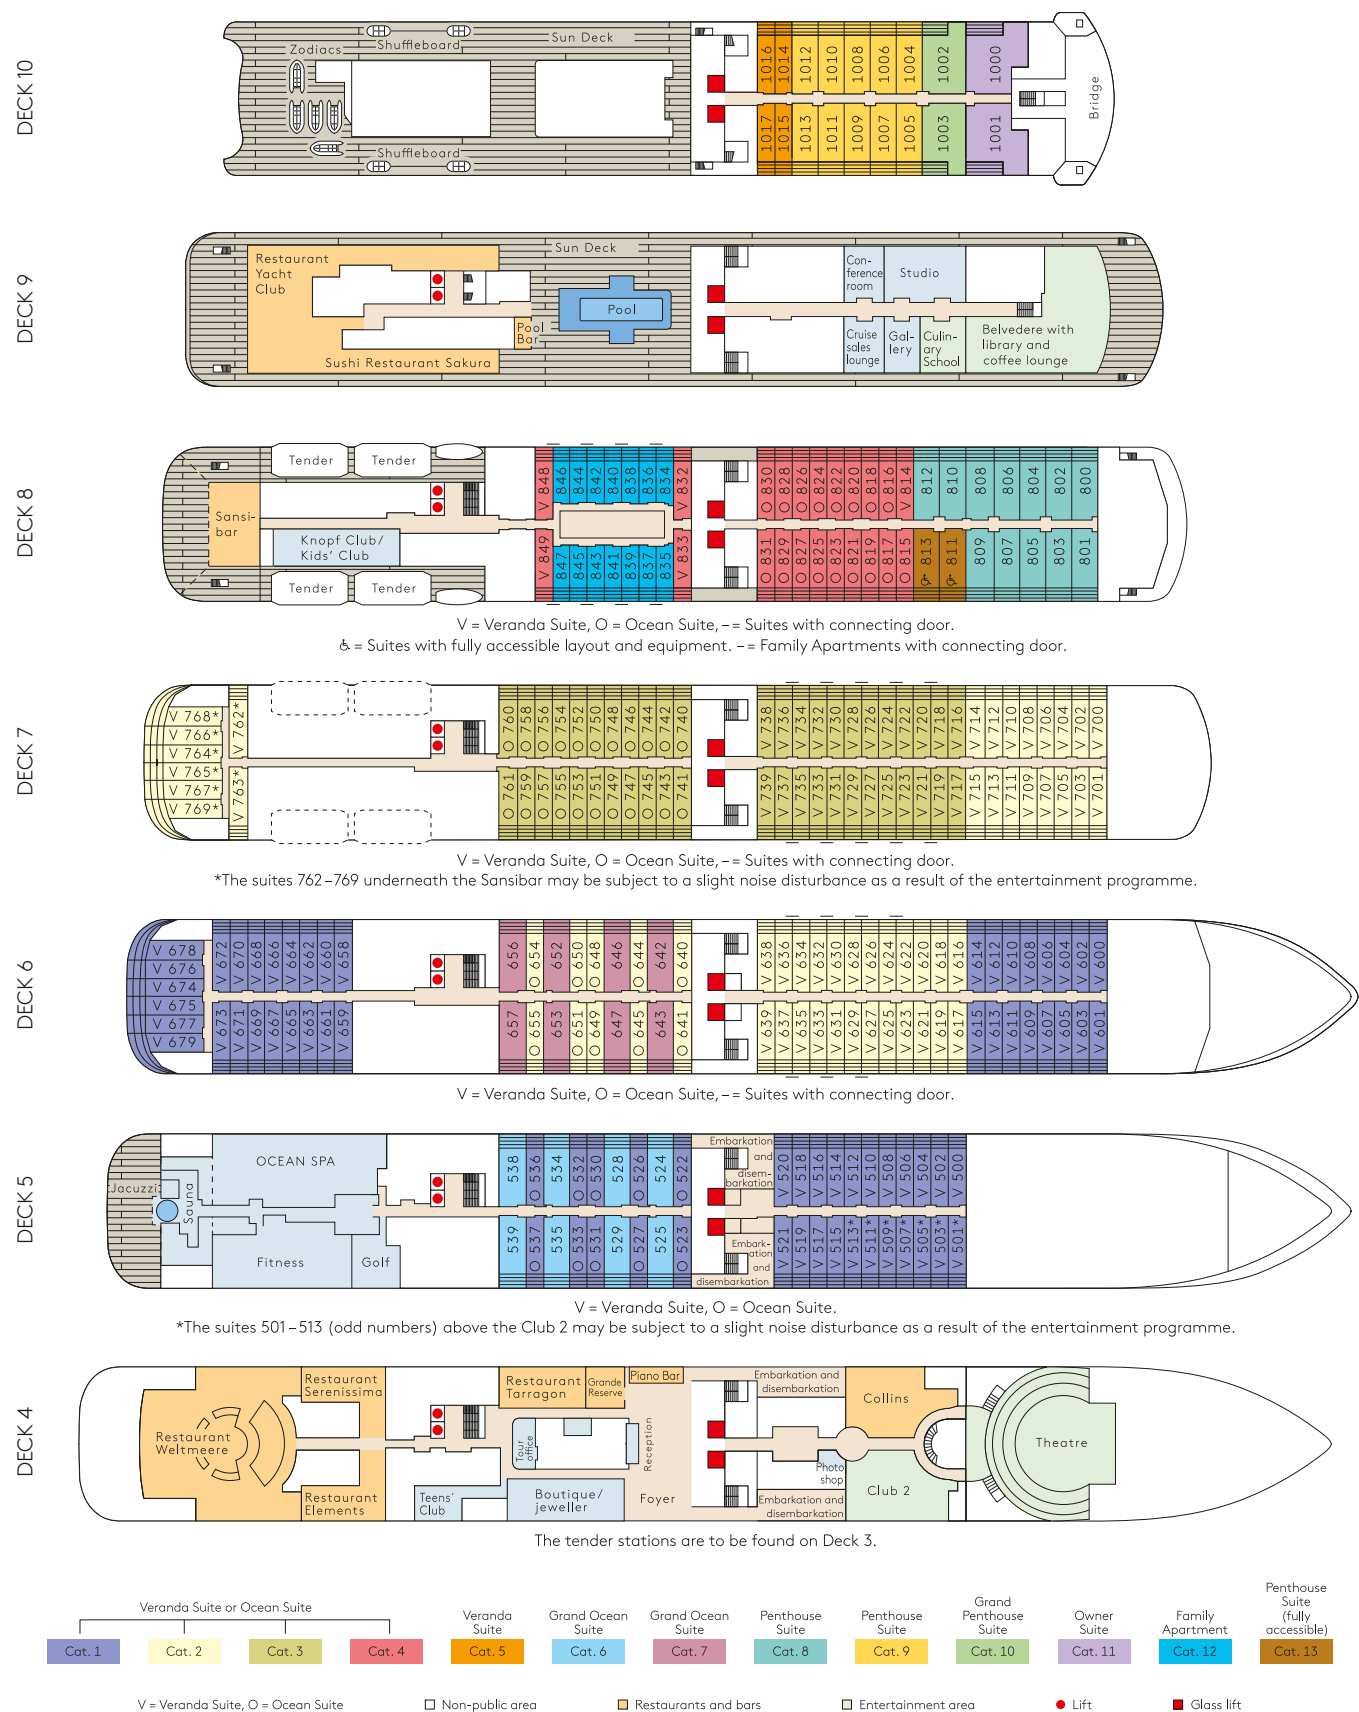 DECK 10
Zodiacs
Shuffleboard
Sun Deck
Shuffleboard
1016
1014
1012
1010
1008
1006
1004
1002
1000
1017
1015
1013
1011
1009
1007
1005
1003
1001
Bridge
DECK 9
Restaurant
Yacht
Club
Sun Deck
Pool
Pool
Bar
Sushi Restaurant Sakura
Con-
ference
room
Studio
Cruise
sales
lounge
Gal-
lery
Culin-
ary
School
Belvedere with
library and
coffee lounge
DECK 8
Tender
Tender
Sansi-
bar
Knopf Club/
Kids' Club
Tender
Tender
V 848
846
844
842
840
838
836
834
V 832
O 830
O 828
O 826
O 824
O 822
O 820
O 818
O 816
V 814
812
810
808
806
804
802
800
V 849
847
845
843
841
839
837
835
V 833
O 831
O 827
O 825
O 823
O 821
O 819
O 817
O 815
813
811
809
807
805
803
801
V = Veranda Suite, O = Ocean Suite, – = Suites with connecting door.
♿ = Suites with fully accessible layout and equipment. – = Family Apartments with connecting door.
DECK 7
V 768*
V 766*
V 764*
V 765*
V 767*
V 769*
V 762*
V 763*
O 760
O 758
O 756
O 754
O 752
O 750
O 748
O 746
O 744
O 742
O 740
V 738
V 736
V 734
V 732
V 730
V 728
V 726
V 724
V 722
V 720
V 718
V 716
V 714
V 712
V 710
V 708
V 706
V 704
V 702
V 700
O 761
O 759
O 757
O 755
O 753
O 751
O 749
O 747
O 745
O 743
O 741
V 739
V 737
V 735
V 733
V 731
V 729
V 727
V 725
V 723
V 721
V 719
V 717
V 715
V 713
V 711
V 709
V 707
V 705
V 703
V 701
V = Veranda Suite, O = Ocean Suite, – = Suites with connecting door.
*The suites 762–769 underneath the Sansibar may be subject to a slight noise disturbance as a result of the entertainment programme.
DECK 6
V 678
V 676
V 674
V 675
V 677
V 679
V 672
V 670
V 668
V 666
V 664
V 662
V 660
V 658
656
O 654
652
O 650
O 648
646
O 644
642
O 640
V 638
V 636
V 634
V 632
V 630
V 628
V 626
V 624
V 622
V 620
V 618
V 616
V 614
V 612
V 610
V 608
V 606
V 604
V 602
V 600
V 673
V 671
V 669
V 667
V 665
V 663
V 661
V 659
657
O 655
653
O 651
O 649
647
O 645
643
O 641
V 639
V 637
V 635
V 633
V 631
V 629
V 627
V 625
V 623
V 621
V 619
V 617
V 615
V 613
V 611
V 609
V 607
V 605
V 603
V 601
V = Veranda Suite, O = Ocean Suite, – = Suites with connecting door.
DECK 5
Jacuzzi
Sauna
OCEAN SPA
Fitness
Golf
538
O 536
534
O 532
O 530
528
O 526
524
O 522
539
O 537
535
O 533
O 531
529
O 527
525
O 523
Embarkation
and
disem-
barkation
Embark-
ation
and
disembarkation
V 520
V 518
V 516
V 514
V 512
V 510
V 508
V 506
V 504
V 502
V 500
V 521
V 519
V 517
V 515
V 513*
V 511*
V 509*
V 507*
V 505*
V 503*
V 501*
V = Veranda Suite, O = Ocean Suite.
*The suites 501–513 (odd numbers) above the Club 2 may be subject to a slight noise disturbance as a result of the entertainment programme.
DECK 4
Restaurant
Weltmeere
Restaurant
Serenissima
Restaurant
Elements
Restaurant
Tarragon
Grande
Reserve
Piano Bar
Tour
office
Reception
Teens'
Club
Boutique/
jeweller
Foyer
Embarkation and
disembarkation
Collins
Photo
shop
Club 2
Embarkation and
disembarkation
Theatre
The tender stations are to be found on Deck 3.
Veranda Suite or Ocean Suite
Cat. 1
Cat. 2
Cat. 3
Cat. 4
Veranda
Suite
Cat. 5
Grand Ocean
Suite
Cat. 6
Grand Ocean
Suite
Cat. 7
Penthouse
Suite
Cat. 8
Penthouse
Suite
Cat. 9
Grand
Penthouse
Suite
Cat. 10
Owner
Suite
Cat. 11
Family
Apartment
Cat. 12
Penthouse
Suite
(fully
accessible)
Cat. 13
V = Veranda Suite, O = Ocean Suite
Non-public area
Restaurants and bars
Entertainment area
Lift
Glass lift